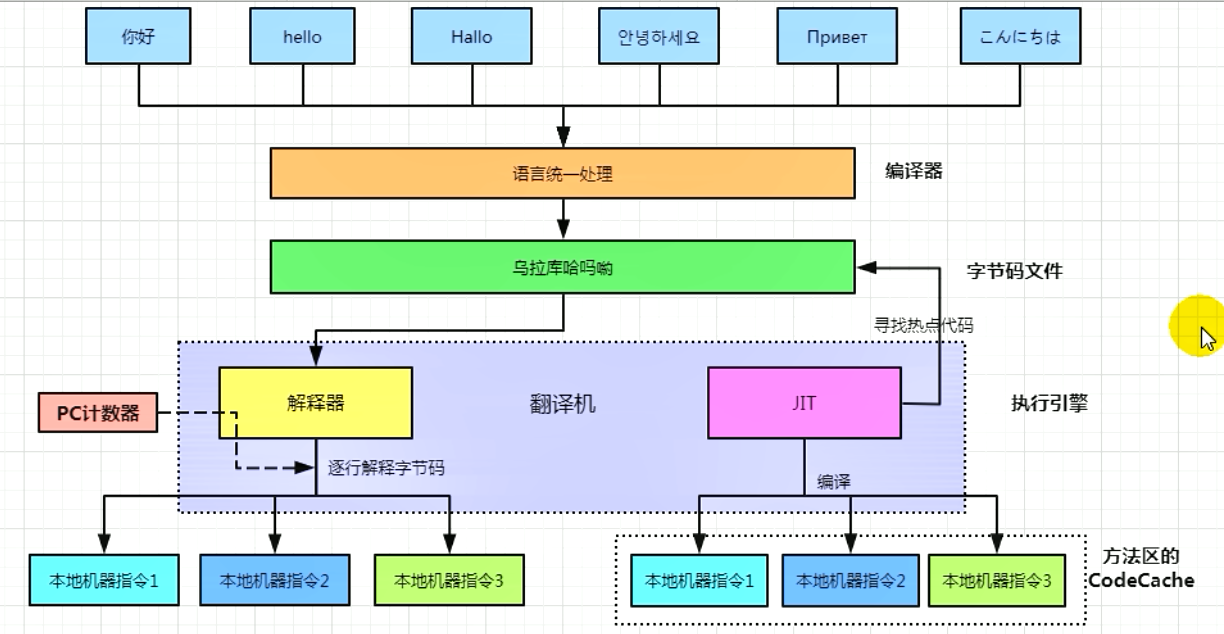 你好
hello
Hallo
안녕하세요
Привет
こんにちは
语言统一处理
编译器
乌拉库哈吗呦
字节码文件
寻找热点代码
PC计数器
解释器
翻译机
JIT
执行引擎
逐行解释字节码
编译
本地机器指令1
本地机器指令2
本地机器指令3
本地机器指令1
本地机器指令2
本地机器指令3
方法区的
CodeCache